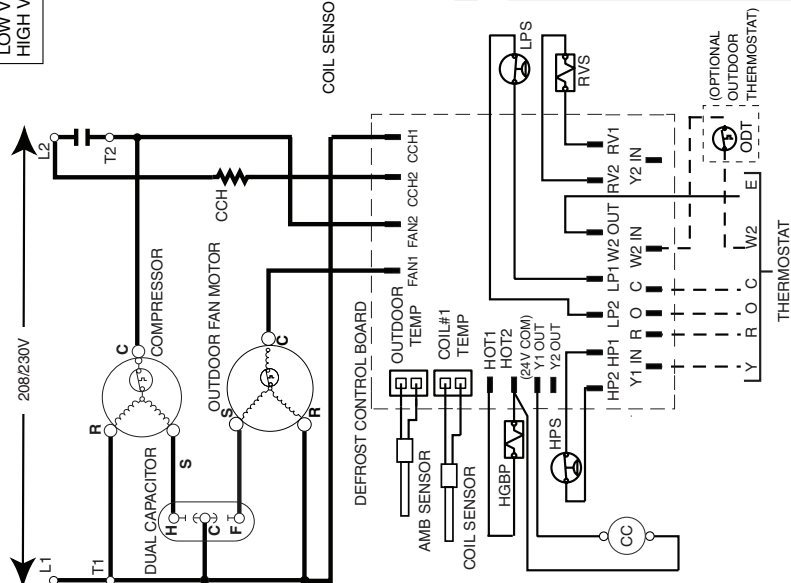 LOW V
HIGH V
208/230V
L1
L2
T1
T2
R
C
COMPRESSOR
S
DUAL CAPACITOR
H
C
F
OUTDOOR FAN MOTOR
S
C
R
CCH
COIL SENSO
DEFROST CONTROL BOARD
FAN1
FAN2
CCH2
CCH1
OUTDOOR
TEMP
AMB SENSOR
COIL#1
TEMP
COIL SENSOR
HOT1
HOT2
(24V COM)
Y1 OUT
Y2 OUT
HGBP
HPS
CC
LPS
RVS
HP2
HP1
LP2
LP1
W2 OUT
RV2
RV1
Y1 IN
R
O
C
W2 IN
Y2 IN
(OPTIONAL
OUTDOOR
THERMOSTAT)
ODT
Y
R
O
C
W2
E
THERMOSTAT